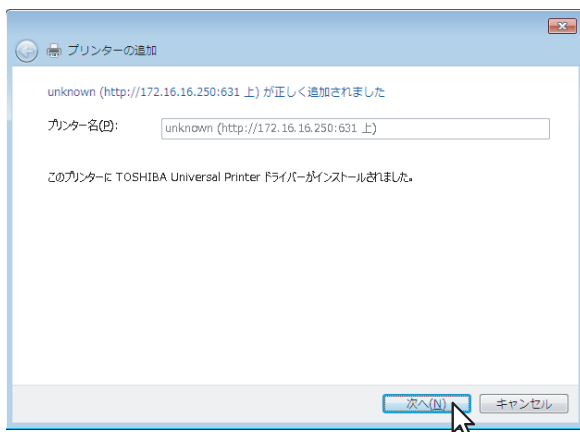 プリンターの追加
unknown (http://172.16.16.250:631 上) が正しく追加されました
プリンター名(P): unknown (http://172.16.16.250:631 上)
このプリンターに TOSHIBA Universal Printer ドライバーがインストールされました。
次へ(N) キャンセル